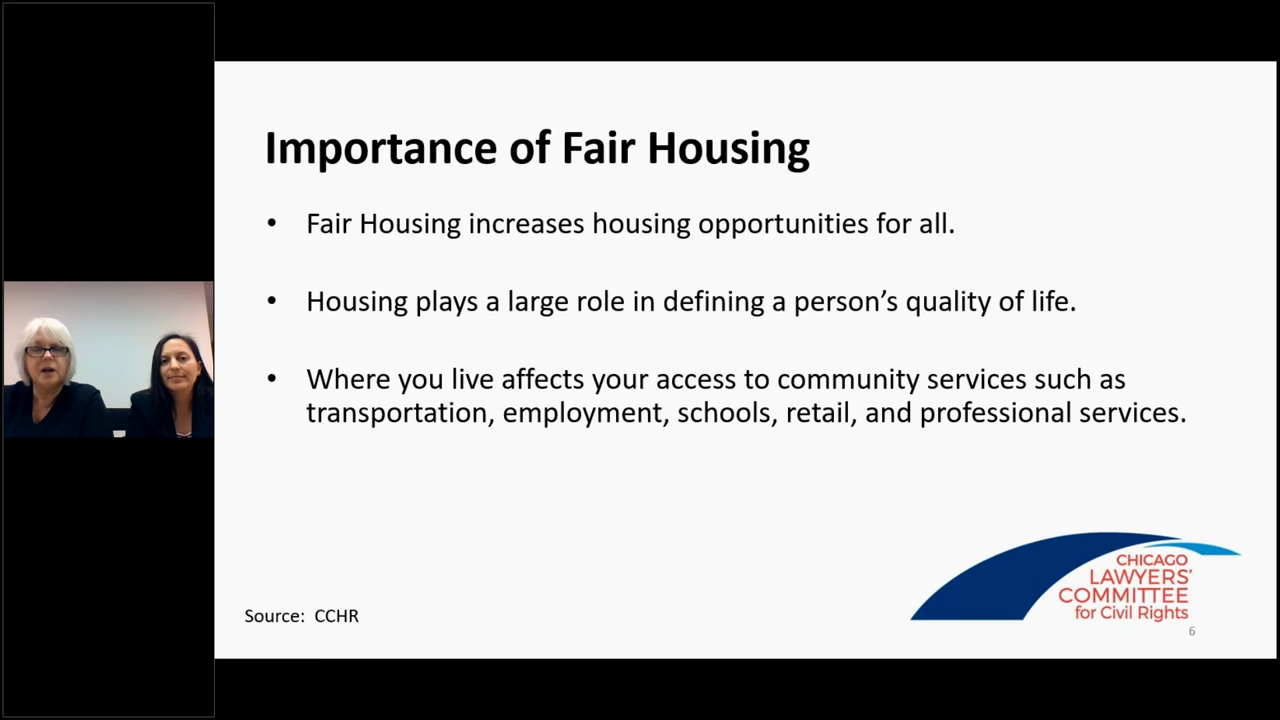 Importance of Fair Housing
• Fair Housing increases housing opportunities for all.
• Housing plays a large role in defining a person’s quality of life.
• Where you live affects your access to community services such as
transportation, employment, schools, retail, and professional services.
Source: CCHR
CHICAGO
LAWYERS’
COMMITTEE
for Civil Rights
6